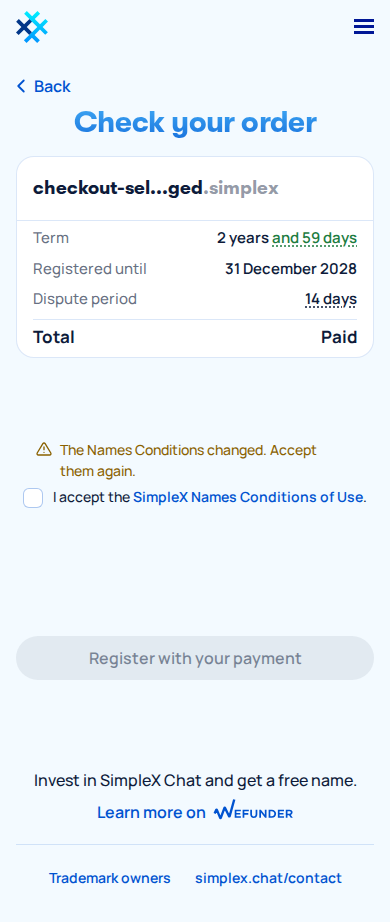 Back
Check your order
checkout-sel...ged.simplex
Term 2 years and 59 days
Registered until 31 December 2028
Dispute period 14 days
Total Paid
The Names Conditions changed. Accept
them again.
I accept the SimpleX Names Conditions of Use.
Register with your payment
Invest in SimpleX Chat and get a free name.
Learn more on WEFUNDER
Trademark owners simplex.chat/contact